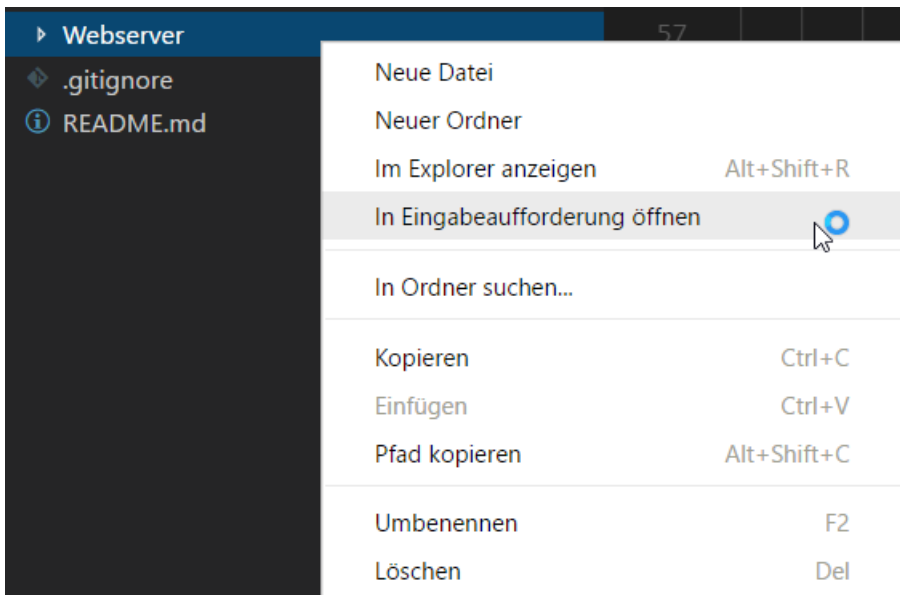 Webserver
57
.gitignore
README.md
Neue Datei
Neuer Ordner
Im Explorer anzeigen Alt+Shift+R
In Eingabeaufforderung öffnen
In Ordner suchen...
Kopieren Ctrl+C
Einfügen Ctrl+V
Pfad kopieren Alt+Shift+C
Umbenennen F2
Löschen Del